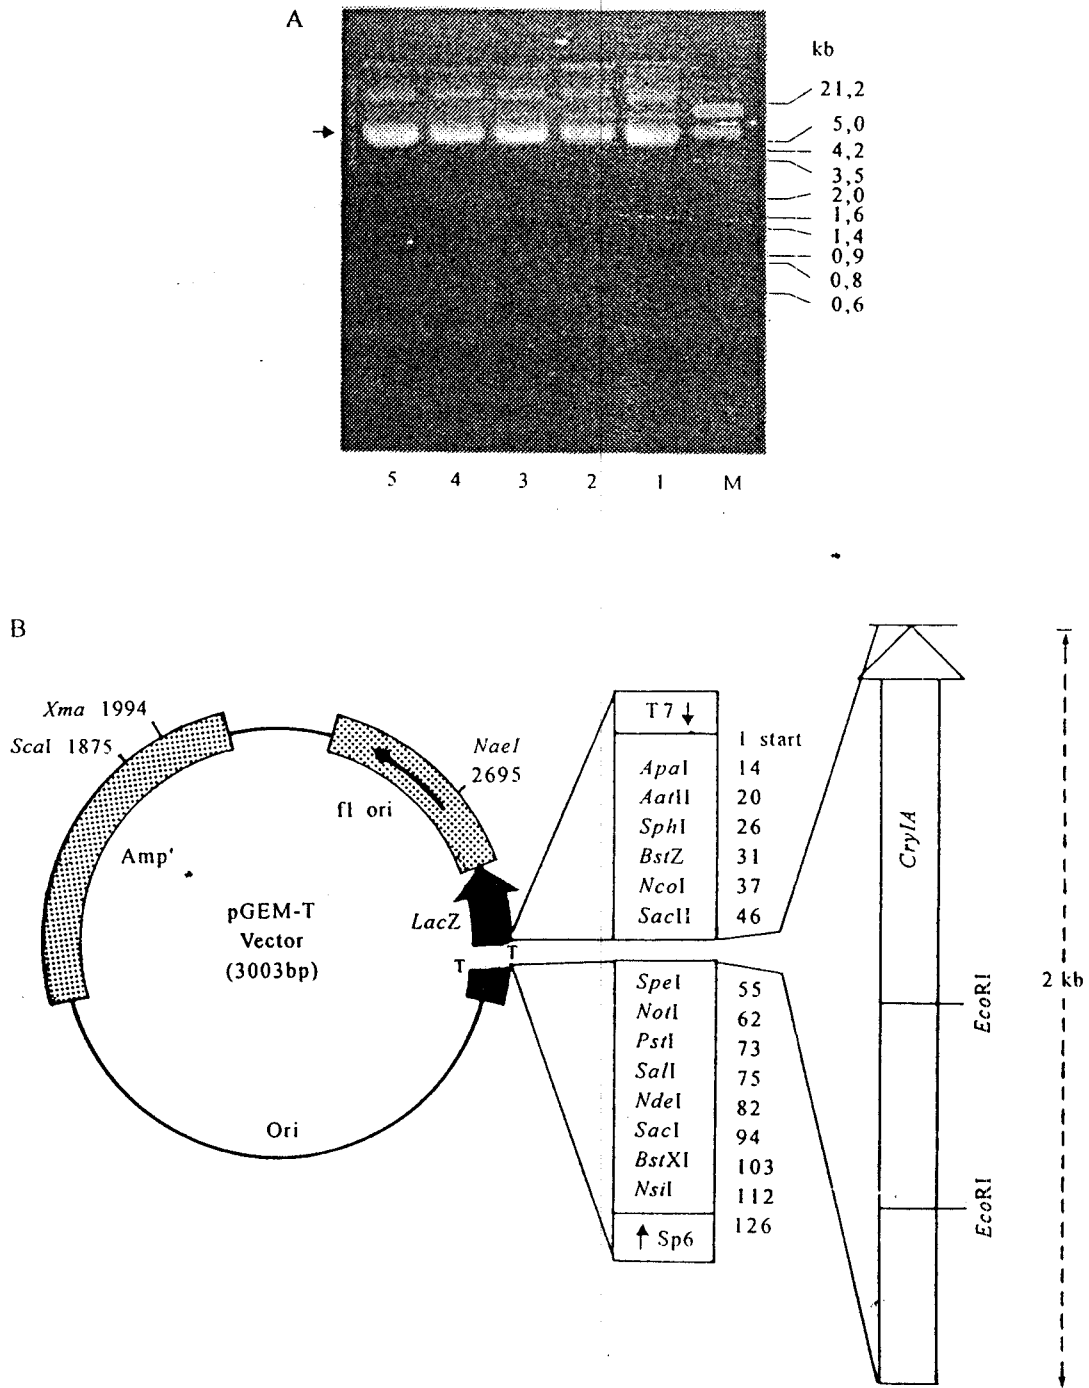 A
kb
21,2
5,0
4,2
3,5
2,0
1,6
1,4
0,9
0,8
0,6
5 4 3 2 1 M
B
Xma 1994
ScaI 1875
NaeI
2695
f1 ori
Amp'
pGEM-T
Vector
(3003bp)
LacZ
T
T
Ori
T7 ↓
1 start
ApaI 14
AatII 20
SphI 26
BstZ 31
NcoI 37
SacII 46
SpeI 55
NotI 62
PstI 73
SalI 75
NdeI 82
SacI 94
BstXI 103
NsiI 112
↑ Sp6 126
CryIA
EcoRI
EcoRI
2 kb